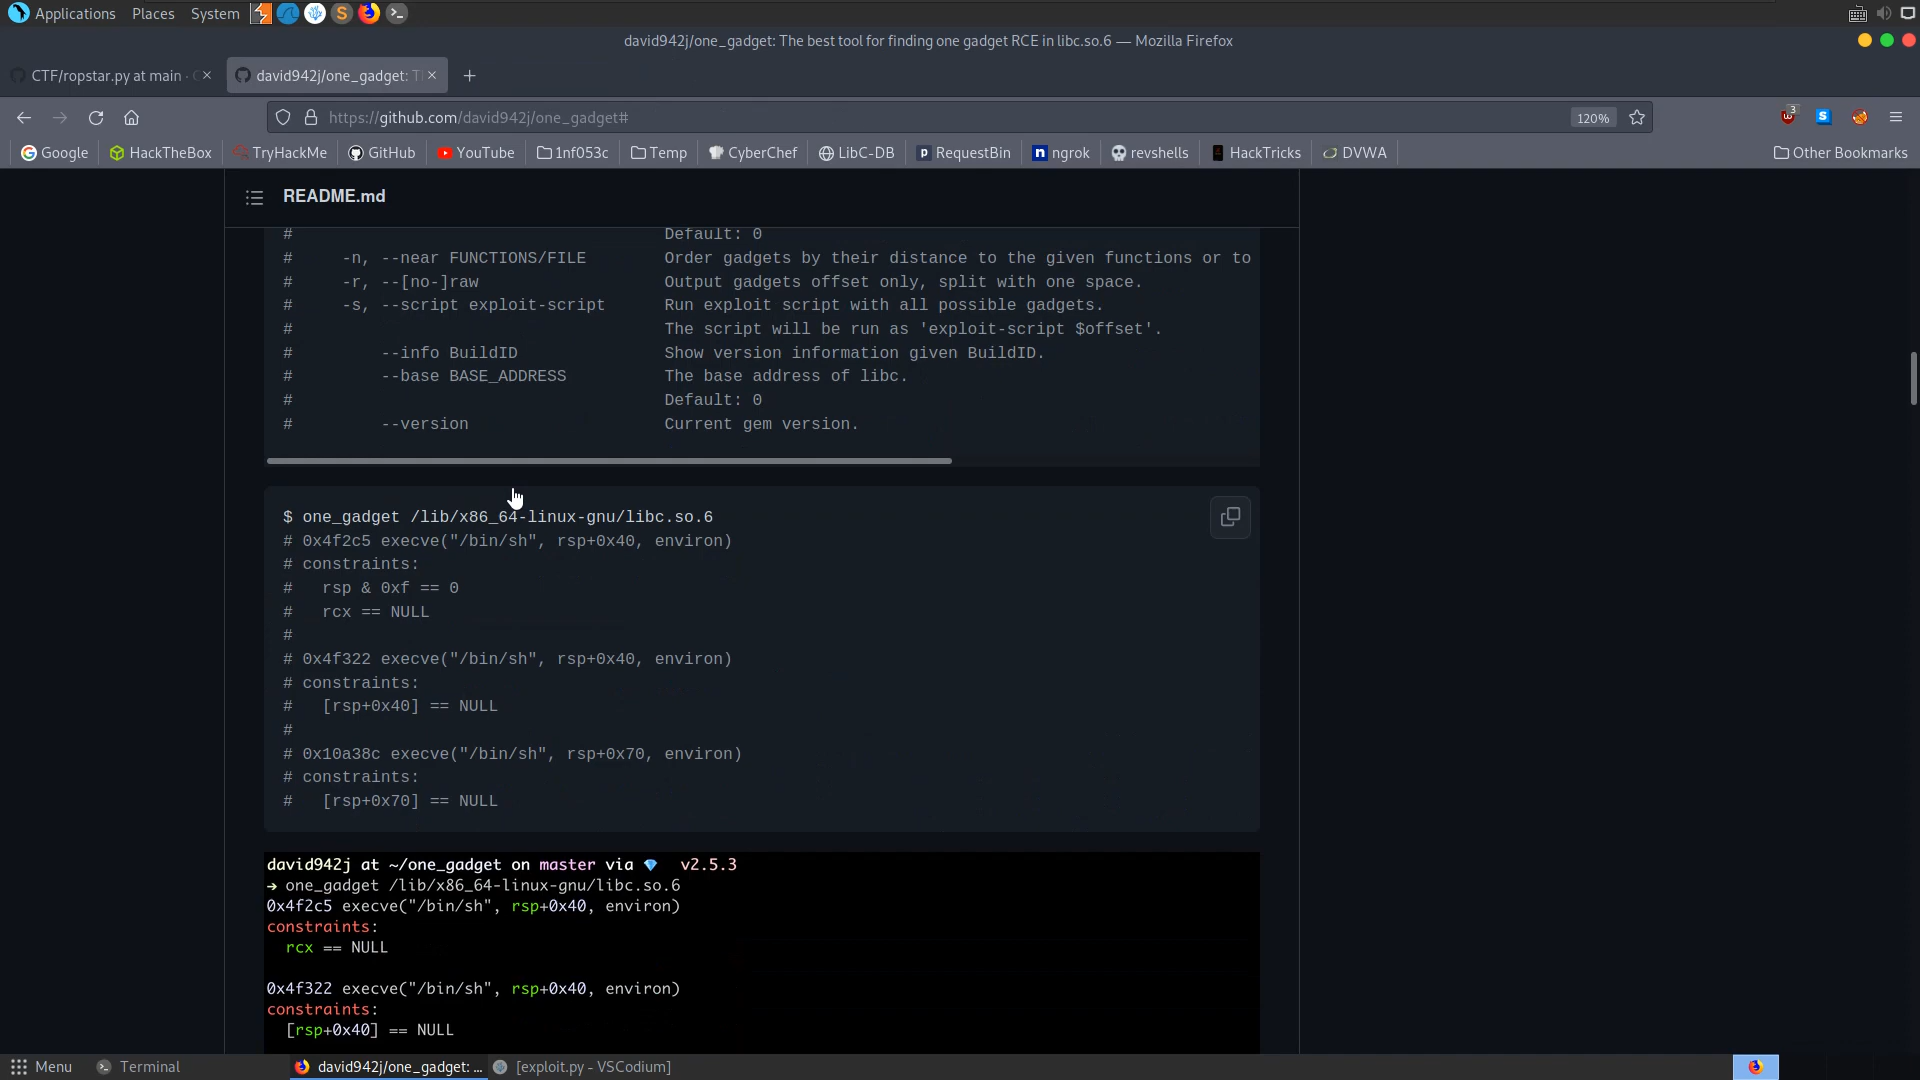 Applications Places System
david942j/one_gadget: The best tool for finding one gadget RCE in libc.so.6 — Mozilla Firefox
CTF/ropstar.py at main · david942j/one_gadget: T
https://github.com/david942j/one_gadget# 120% 3
Google HackTheBox TryHackMe GitHub YouTube 1nf053c Temp CyberChef LibC-DB RequestBin ngrok revshells HackTricks DVWA Other Bookmarks
README.md
# Default: 0
# -n, --near FUNCTIONS/FILE Order gadgets by their distance to the given functions or to
# -r, --[no-]raw Output gadgets offset only, split with one space.
# -s, --script exploit-script Run exploit script with all possible gadgets.
# The script will be run as 'exploit-script $offset'.
# --info BuildID Show version information given BuildID.
# --base BASE_ADDRESS The base address of libc.
# Default: 0
# --version Current gem version.
$ one_gadget /lib/x86_64-linux-gnu/libc.so.6
# 0x4f2c5 execve("/bin/sh", rsp+0x40, environ)
# constraints:
# rsp & 0xf == 0
# rcx == NULL
#
# 0x4f322 execve("/bin/sh", rsp+0x40, environ)
# constraints:
# [rsp+0x40] == NULL
#
# 0x10a38c execve("/bin/sh", rsp+0x70, environ)
# constraints:
# [rsp+0x70] == NULL
david942j at ~/one_gadget on master via v2.5.3
→ one_gadget /lib/x86_64-linux-gnu/libc.so.6
0x4f2c5 execve("/bin/sh", rsp+0x40, environ)
constraints:
rcx == NULL
0x4f322 execve("/bin/sh", rsp+0x40, environ)
constraints:
[rsp+0x40] == NULL
Menu Terminal david942j/one_gadget: ... [exploit.py - VSCodium]